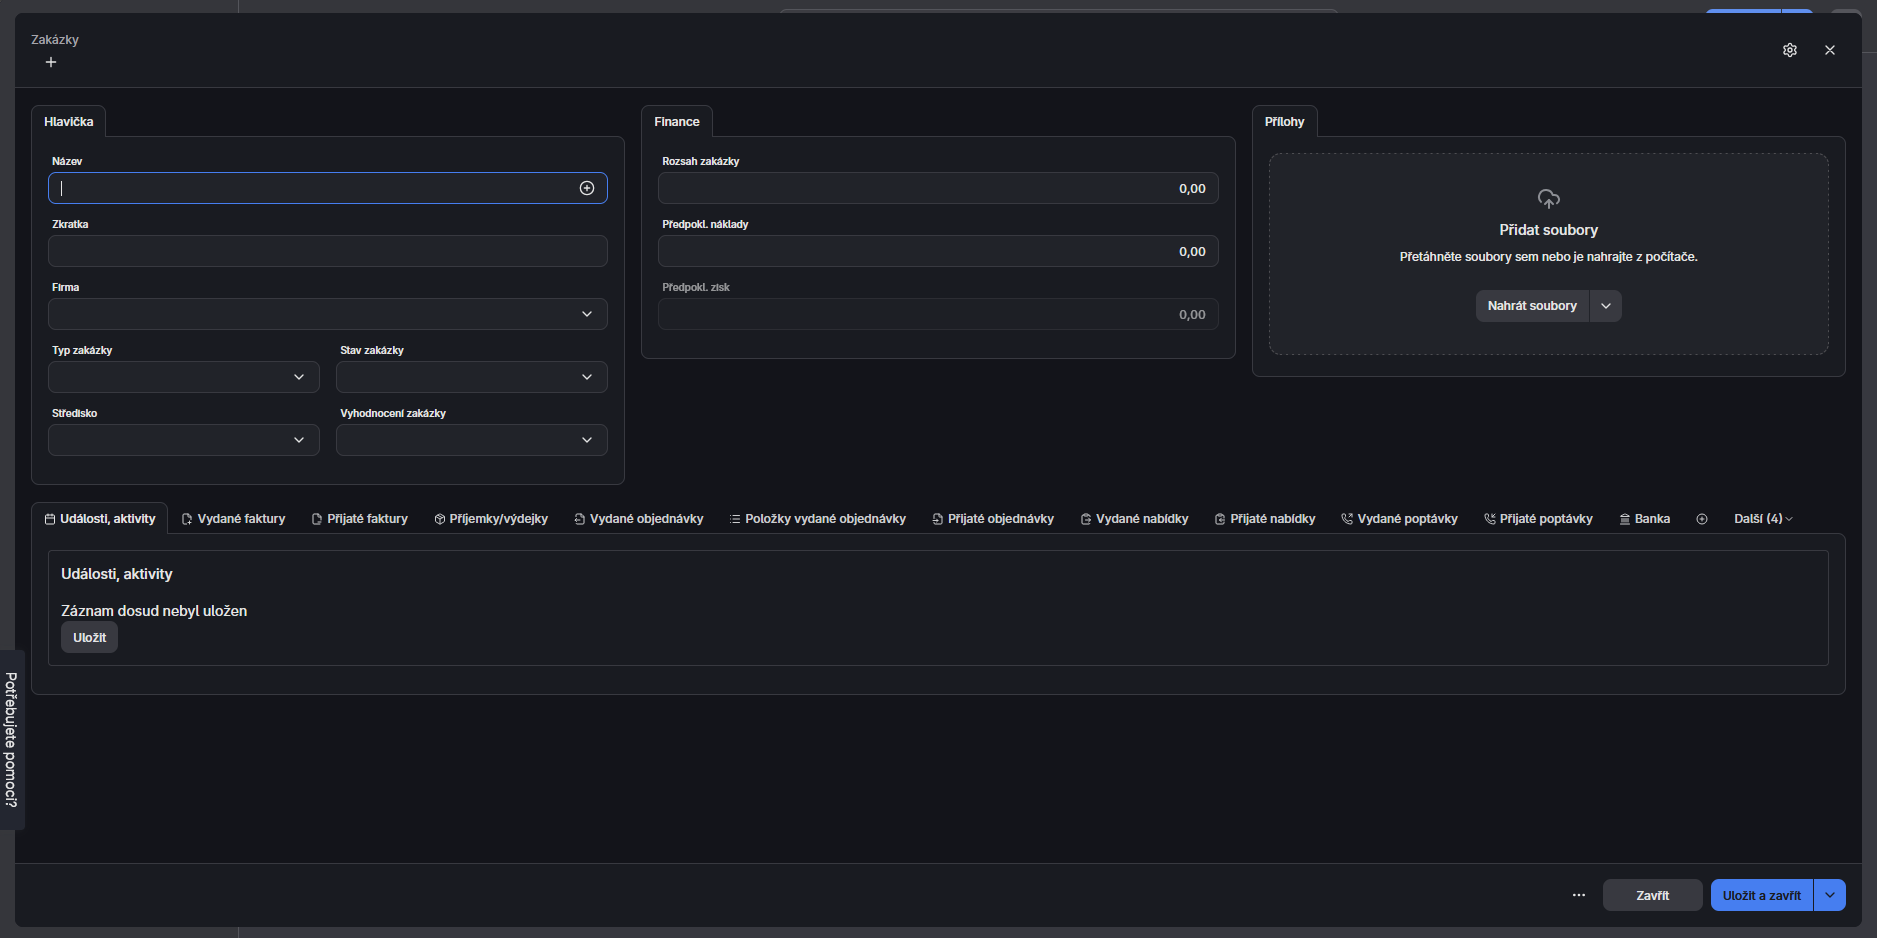 Zakázky
Hlavička
Název
Zkratka
Firma
Typ zakázky
Stav zakázky
Středisko
Vyhodnocení zakázky
Finance
Rozsah zakázky
0,00
Předpokl. náklady
0,00
Předpokl. zisk
0,00
Přílohy
Přidat soubory
Přetáhněte soubory sem nebo je nahrajte z počítače.
Nahrát soubory
Události, aktivity
Vydané faktury
Přijaté faktury
Příjemky/výdejky
Vydané objednávky
Položky vydané objednávky
Přijaté objednávky
Vydané nabídky
Přijaté nabídky
Vydané poptávky
Přijaté poptávky
Banka
Další (4)
Události, aktivity
Záznam dosud nebyl uložen
Uložit
Potřebujete pomoci?
Zavřít
Uložit a zavřít